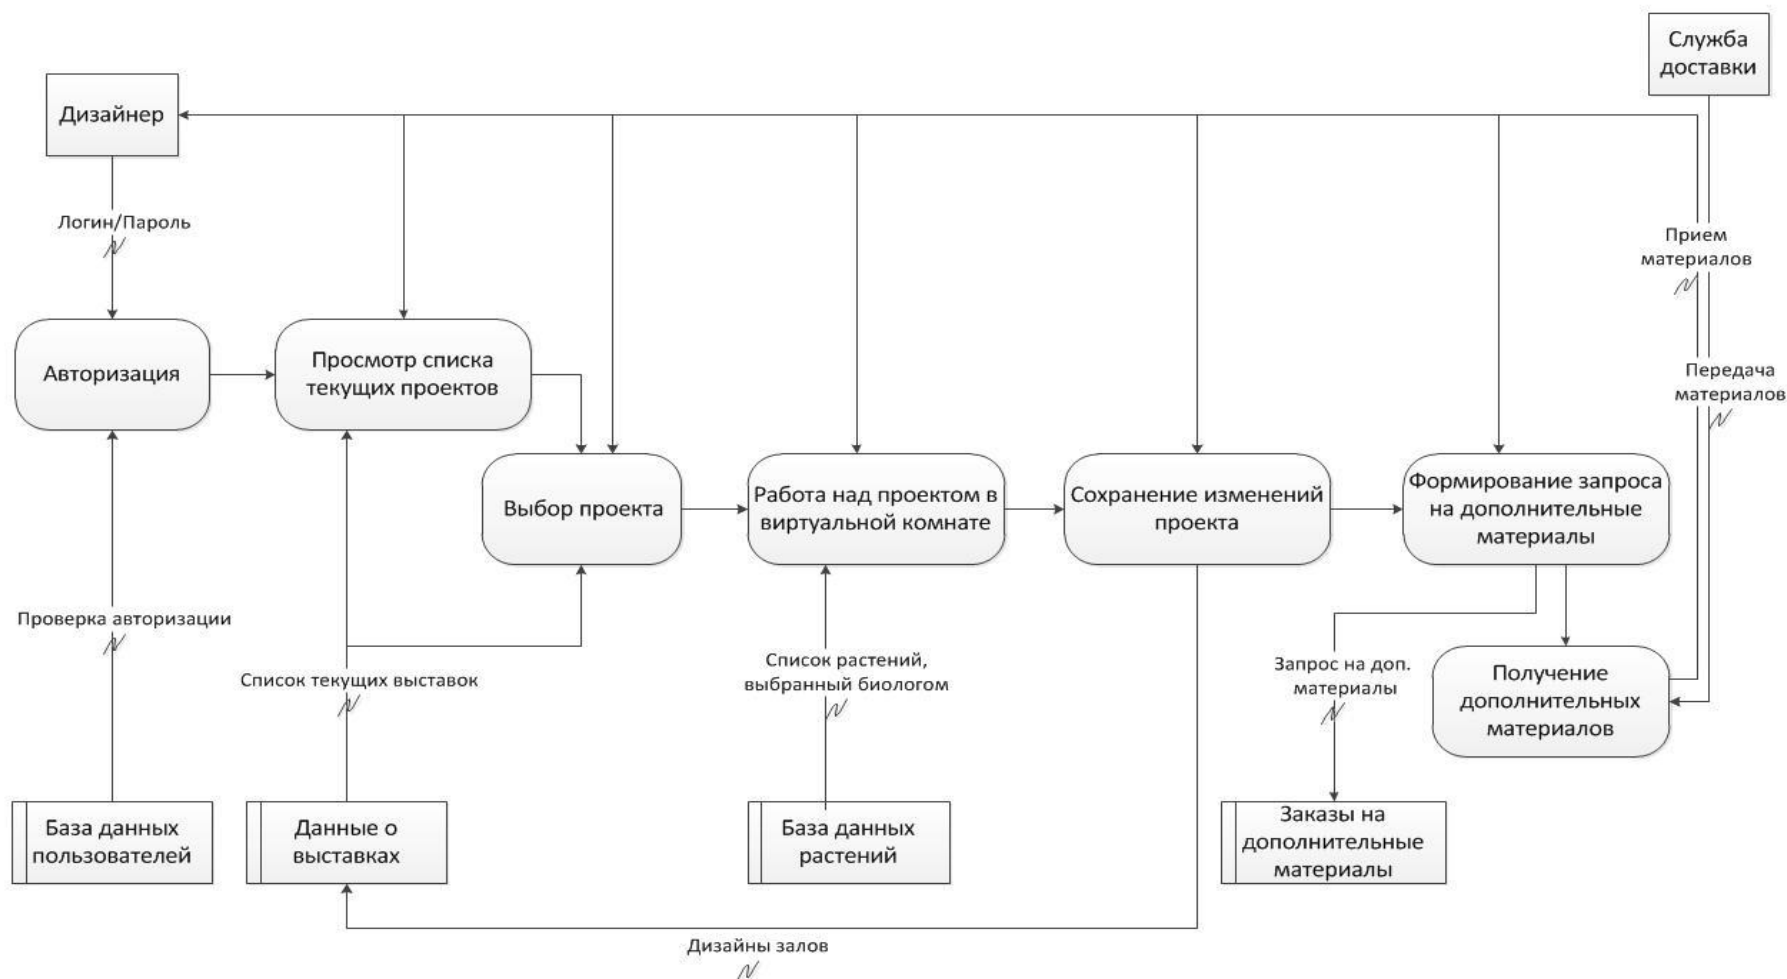 Служба
доставки
Дизайнер
Логин/Пароль
Прием
материалов
Авторизация
Просмотр списка
текущих проектов
Передача
материалов
Выбор проекта
Работа над проектом в
виртуальной комнате
Сохранение изменений
проекта
Формирование запроса
на дополнительные
материалы
Проверка авторизации
Список текущих выставок
Список растений,
выбранный биологом
Запрос на доп.
материалы
Получение
дополнительных
материалов
База данных
пользователей
Данные о
выставках
База данных
растений
Заказы на
дополнительные
материалы
Дизайны залов